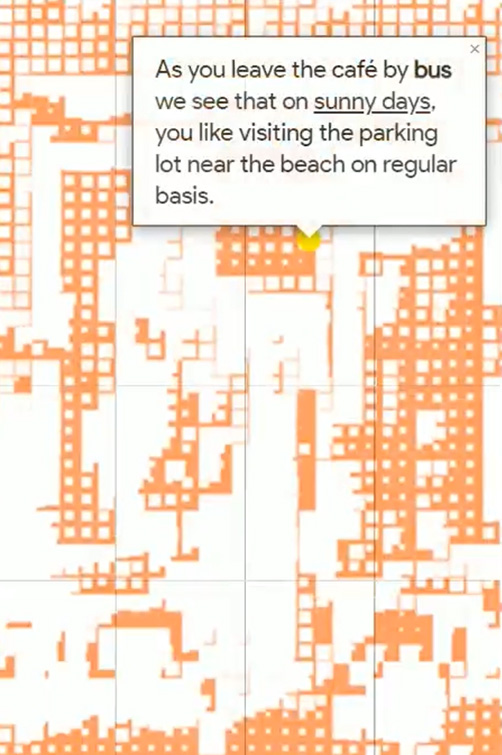 As you leave the café by bus
we see that on sunny days,
you like visiting the parking
lot near the beach on regular
basis.